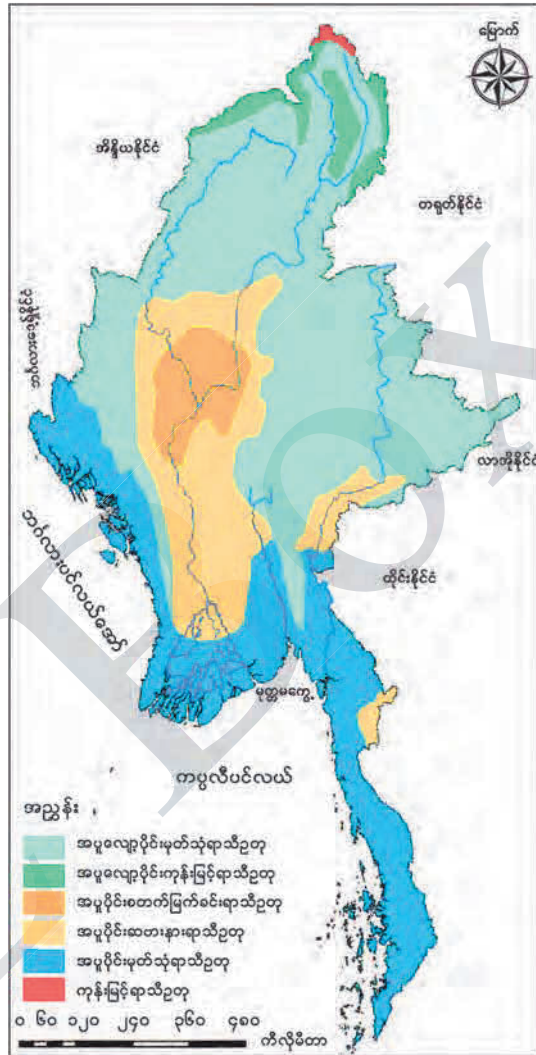 မြောက်
အိန္ဒိယနိုင်ငံ
တရုတ်နိုင်ငံ
ဘင်္ဂလားဒေ့ရှ်နိုင်ငံ
လာအိုနိုင်ငံ
ဘင်္ဂလားပင်လယ်အော်
ထိုင်းနိုင်ငံ
မုတ္တမကွေ့
ကပ္ပလီပင်လယ်
အညွှန်း
အပူလျော့ပိုင်းမုတ်သုံရာသီဥတု
အပူလျော့ပိုင်းကုန်းမြင့်ရာသီဥတု
အပူပိုင်းစတက်မြက်ခင်းရာသီဥတု
အပူပိုင်းဆဗားနားရာသီဥတု
အပူပိုင်းမုတ်သုံရာသီဥတု
ကုန်းမြင့်ရာသီဥတု
၀ ၆၀ ၁၂၀ ၂၄၀ ၃၆၀ ၄၈၀
ကီလိုမီတာ